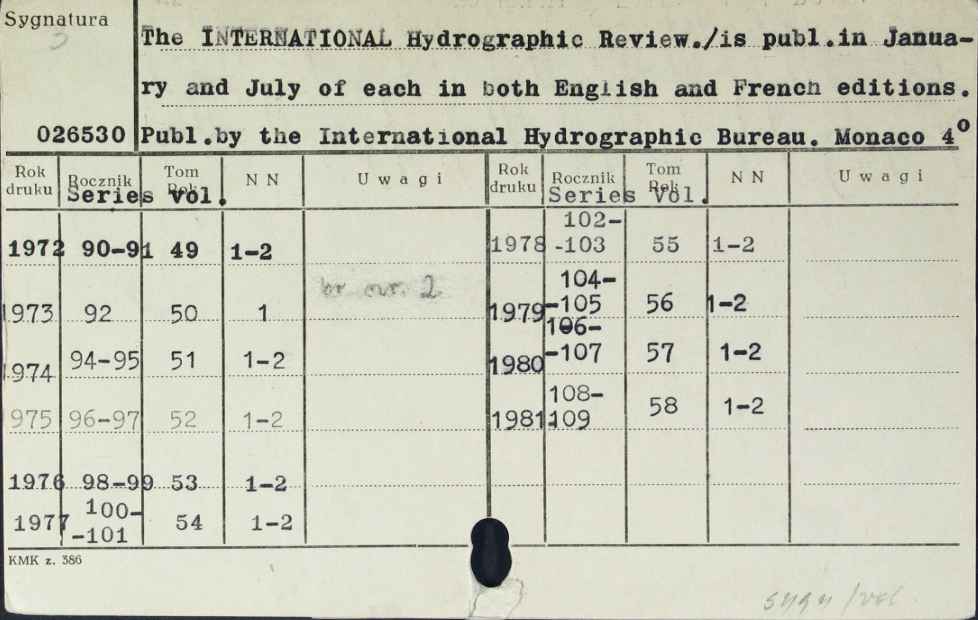 Sygnatura
3
The INTERNATIONAL Hydrographic Review./is publ.in Janua-
ry and July of each in both English and French editions.
026530 Publ.by the International Hydrographic Bureau. Monaco 4º
Rok druku Rocznik Tom Rok N N Uwagi Rok druku Rocznik Tom Rok N N Uwagi
Series vol. Series vol.
1972 90-91 49 1-2
1978 102-
-103 55 1-2
1973 92 50 1 br nr. 2
1979 104-
-105 56 1-2
1974 94-95 51 1-2
1980 106-
-107 57 1-2
975 96-97 52 1-2
1981 108-
109 58 1-2
1976 98-99 53 1-2
1977 100-
-101 54 1-2
KMK z. 386